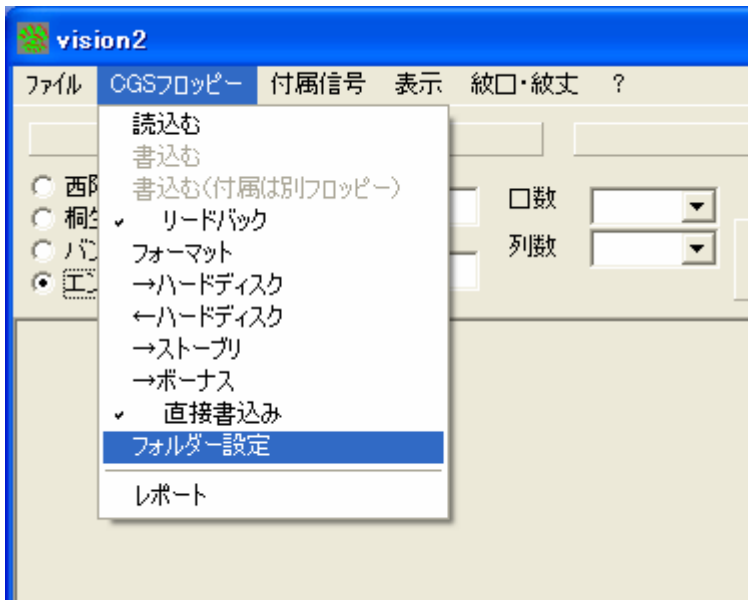 vision2
ファイル CGSフロッピー 付属信号 表示 紋口・紋丈 ?
読込む
書込む
書込む(付属は別フロッピー)
✓ リードバック
フォーマット
→ハードディスク
←ハードディスク
→ストーブリ
→ボーナス
✓ 直接書込み
フォルダー設定
レポート
口数
列数